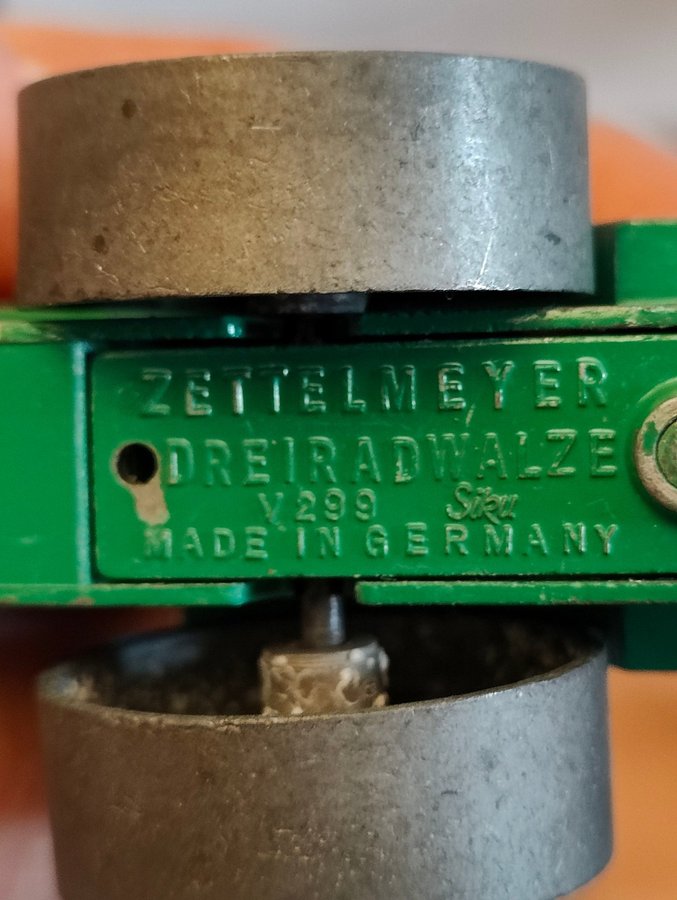 ZETTELMEYER
DREIRADWALZE
V299 Siku
MADE IN GERMANY